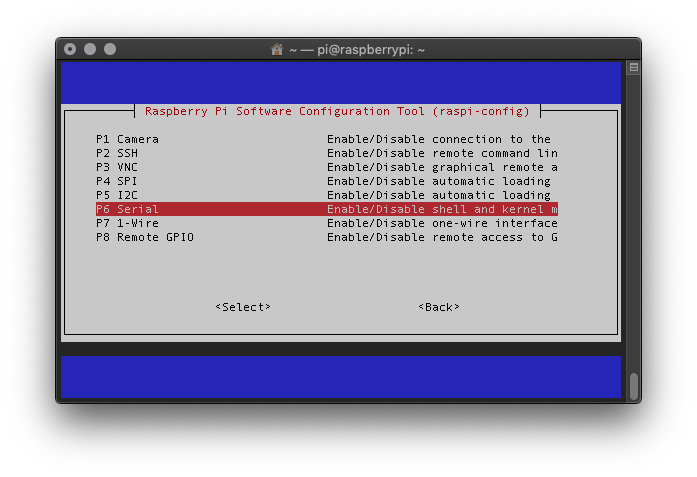 ~ — pi@raspberrypi: ~
Raspberry Pi Software Configuration Tool (raspi-config)
P1 Camera Enable/Disable connection to the
P2 SSH Enable/Disable remote command lin
P3 VNC Enable/Disable graphical remote a
P4 SPI Enable/Disable automatic loading
P5 I2C Enable/Disable automatic loading
P6 Serial Enable/Disable shell and kernel m
P7 1-Wire Enable/Disable one-wire interface
P8 Remote GPIO Enable/Disable remote access to G
<Select> <Back>